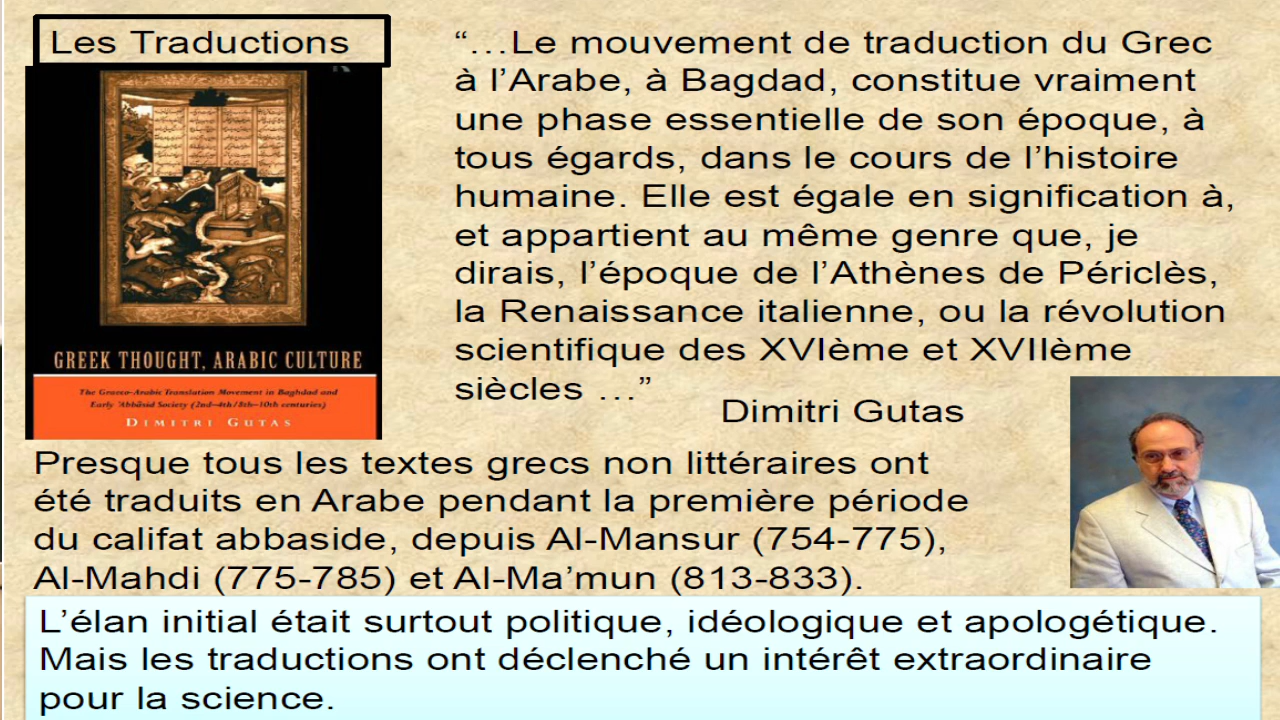 Les Traductions
“…Le mouvement de traduction du Grec
à l’Arabe, à Bagdad, constitue vraiment
une phase essentielle de son époque, à
tous égards, dans le cours de l’histoire
humaine. Elle est égale en signification à,
et appartient au même genre que, je
dirais, l’époque de l’Athènes de Périclès,
la Renaissance italienne, ou la révolution
scientifique des XVIème et XVIIème
siècles …”
Dimitri Gutas
GREEK THOUGHT, ARABIC CULTURE
The Graeco-Arabic Translation Movement in Baghdad and
Early ‘Abbāsid Society (2nd–4th/8th–10th centuries)
DIMITRI GUTAS
Presque tous les textes grecs non littéraires ont
été traduits en Arabe pendant la première période
du califat abbaside, depuis Al-Mansur (754-775),
Al-Mahdi (775-785) et Al-Ma’mun (813-833).
L’élan initial était surtout politique, idéologique et apologétique.
Mais les traductions ont déclenché un intérêt extraordinaire
pour la science.